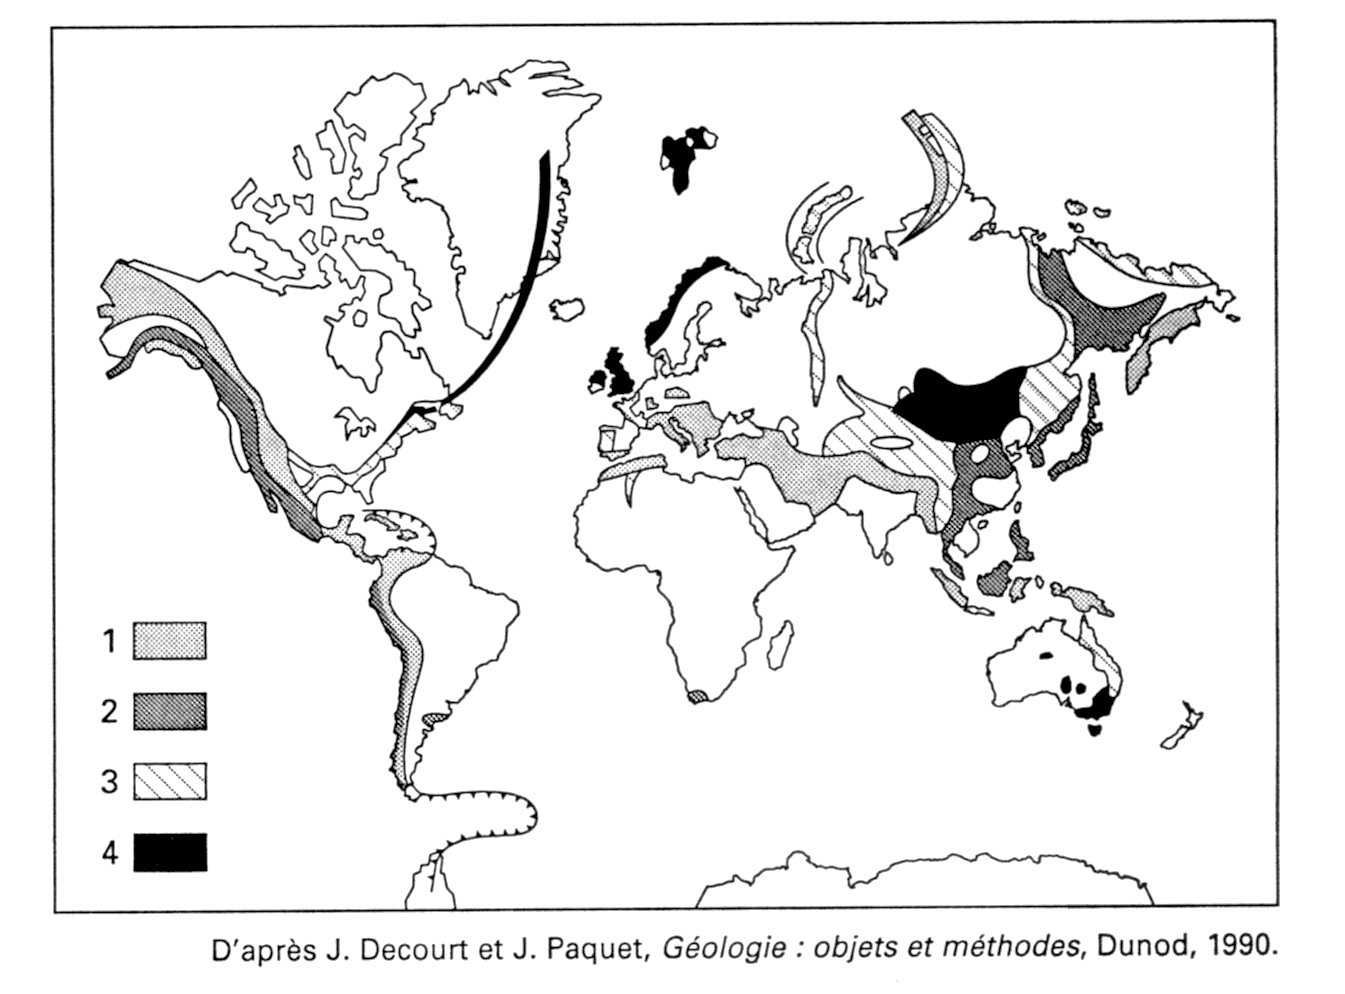 1
2
3
4
D'après J. Decourt et J. Paquet, Géologie : objets et méthodes, Dunod, 1990.